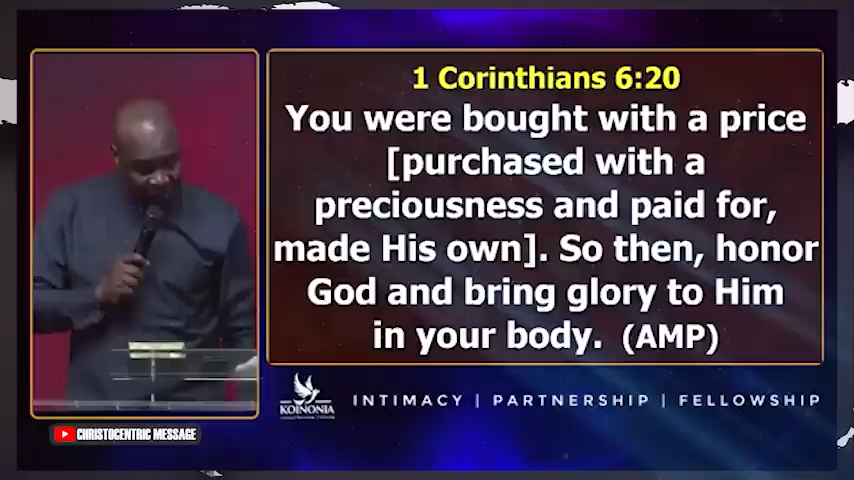 1 Corinthians 6:20
You were bought with a price
[purchased with a
preciousness and paid for,
made His own]. So then, honor
God and bring glory to Him
in your body. (AMP)
KOINONIA
INTIMACY | PARTNERSHIP | FELLOWSHIP
CHRISTOCENTRIC MESSAGE